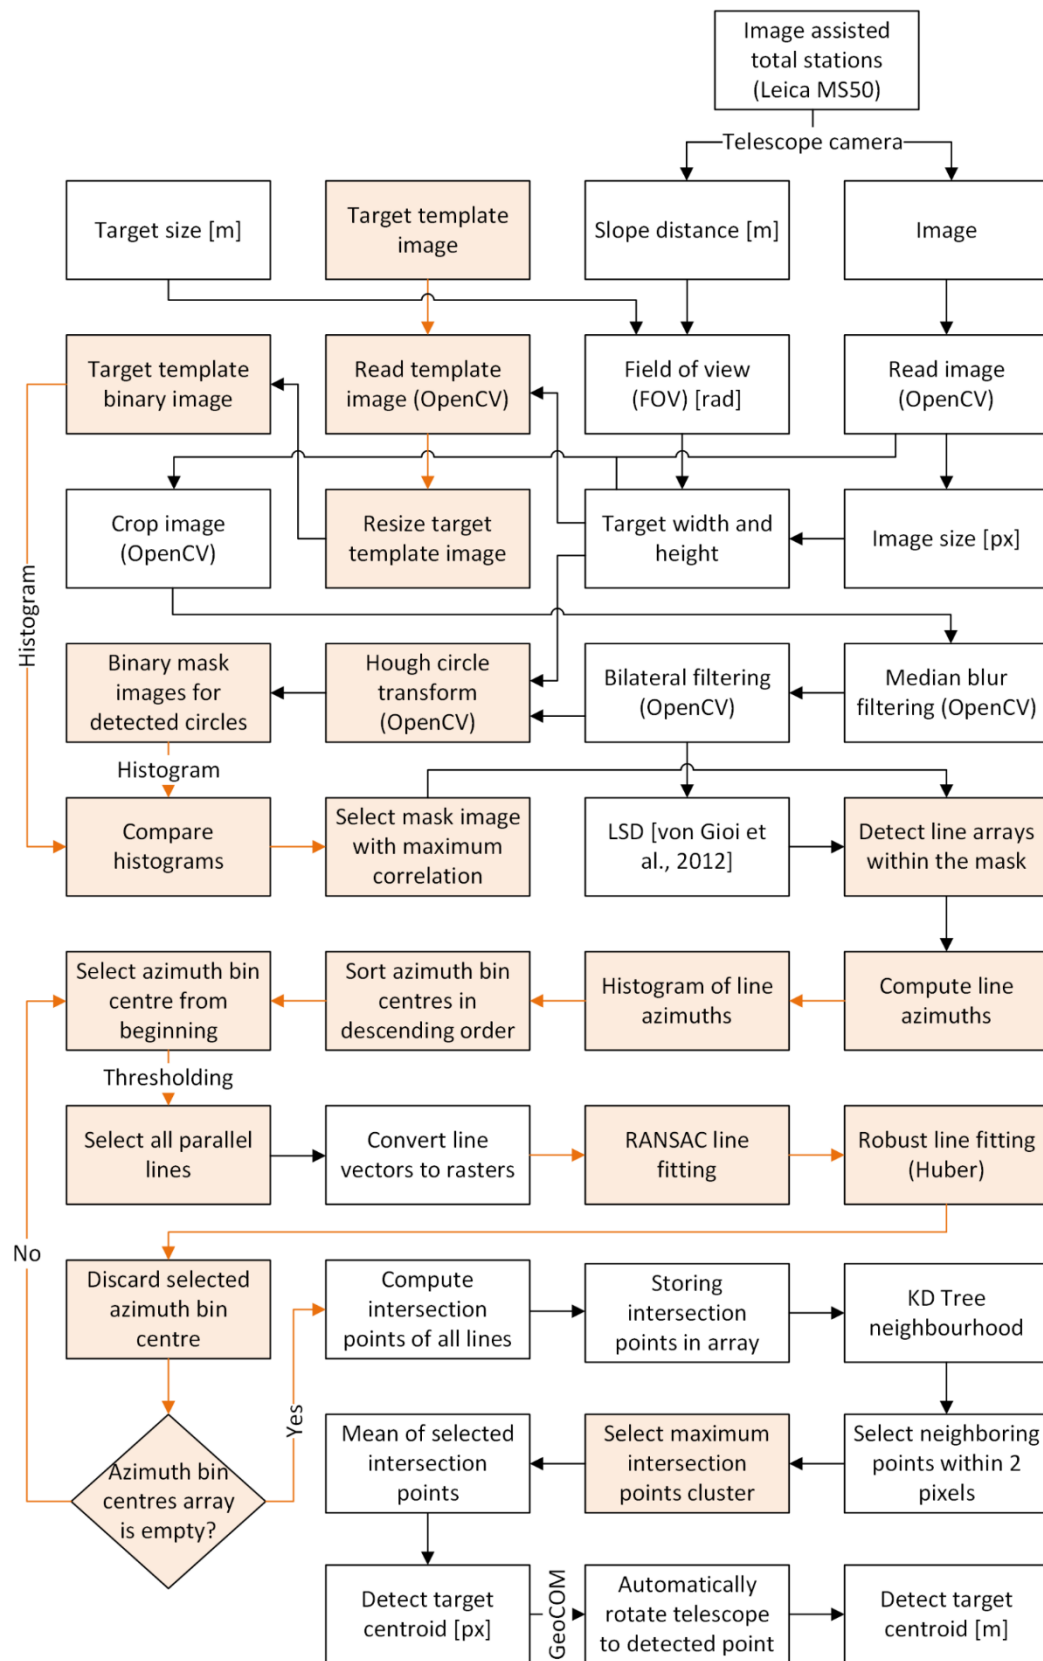 Image assisted
total stations
(Leica MS50)
Telescope camera
Target size [m]
Target template
image
Slope distance [m]
Image
Target template
binary image
Read template
image (OpenCV)
Field of view
(FOV) [rad]
Read image
(OpenCV)
Crop image
(OpenCV)
Resize target
template image
Target width and
height
Image size [px]
Histogram
Binary mask
images for
detected circles
Hough circle
transform
(OpenCV)
Bilateral filtering
(OpenCV)
Median blur
filtering (OpenCV)
Histogram
Compare
histograms
Select mask image
with maximum
correlation
LSD [von Gioi et
al., 2012]
Detect line arrays
within the mask
Select azimuth bin
centre from
beginning
Sort azimuth bin
centres in
descending order
Histogram of line
azimuths
Compute line
azimuths
Thresholding
Select all parallel
lines
Convert line
vectors to rasters
RANSAC line
fitting
Robust line fitting
(Huber)
No
Discard selected
azimuth bin
centre
Compute
intersection
points of all lines
Storing
intersection
points in array
KD Tree
neighbourhood
Yes
Azimuth bin
centres array
is empty?
Mean of selected
intersection
points
Select maximum
intersection
points cluster
Select neighboring
points within 2
pixels
Detect target
centroid [px]
GeoCOM
Automatically
rotate telescope
to detected point
Detect target
centroid [m]